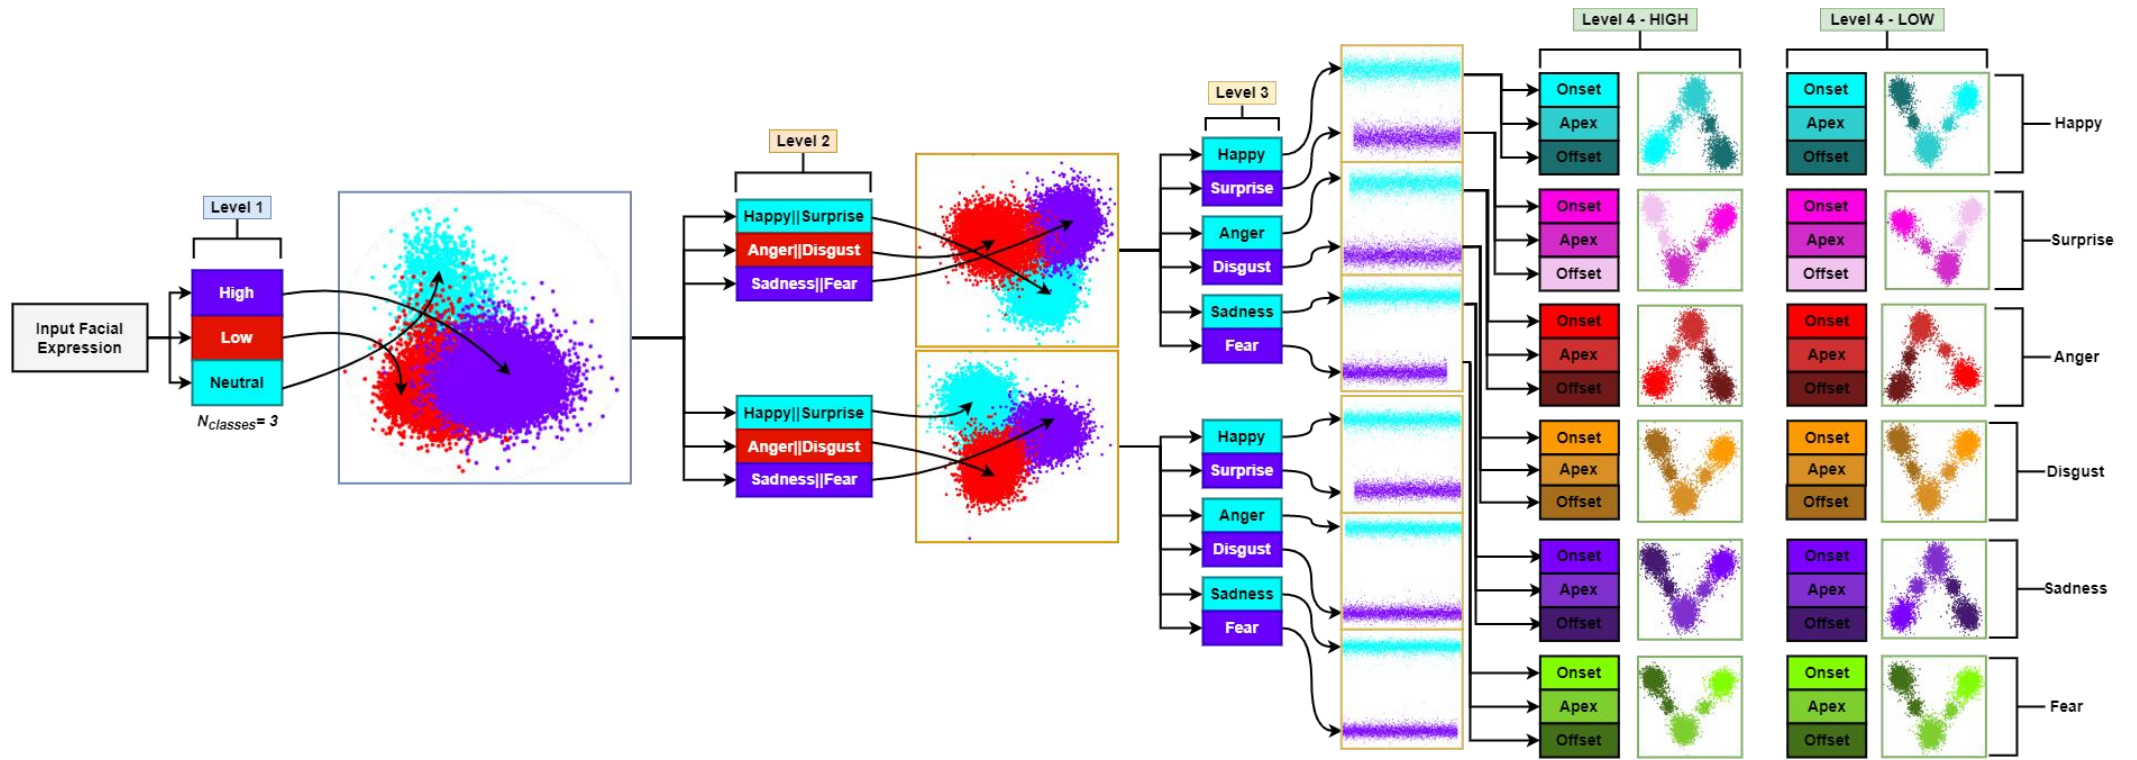 Input Facial
Expression
Level 1
High
Low
Neutral
Nclasses= 3
Level 2
Happy||Surprise
Anger||Disgust
Sadness||Fear
Happy||Surprise
Anger||Disgust
Sadness||Fear
Level 3
Happy
Surprise
Anger
Disgust
Sadness
Fear
Happy
Surprise
Anger
Disgust
Sadness
Fear
Level 4 - HIGH
Onset
Apex
Offset
Onset
Apex
Offset
Onset
Apex
Offset
Onset
Apex
Offset
Onset
Apex
Offset
Onset
Apex
Offset
Level 4 - LOW
Onset
Apex
Offset
Onset
Apex
Offset
Onset
Apex
Offset
Onset
Apex
Offset
Onset
Apex
Offset
Onset
Apex
Offset
Happy
Surprise
Anger
Disgust
Sadness
Fear